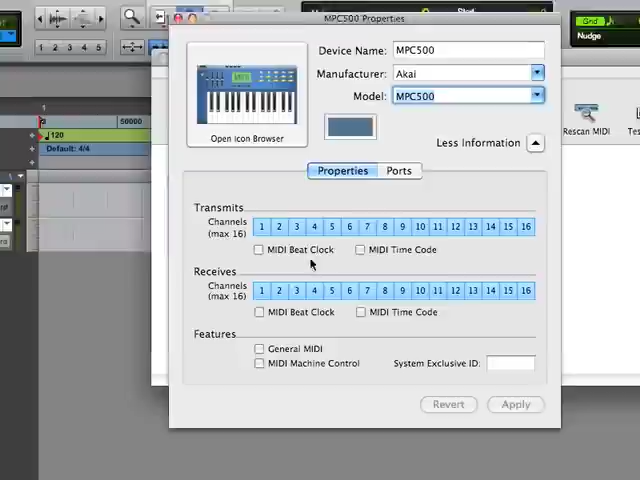 MPC500 Properties
Start
Gnd
Nudge
1 2 3 4 5
Device Name: MPC500
Manufacturer: Akai
Model: MPC500
Open Icon Browser
Less Information
Rescan MIDI
1
50000
120
Default: 4/4
Properties Ports
Transmits
Channels (max 16) 1 2 3 4 5 6 7 8 9 10 11 12 13 14 15 16
MIDI Beat Clock MIDI Time Code
Receives
Channels (max 16) 1 2 3 4 5 6 7 8 9 10 11 12 13 14 15 16
MIDI Beat Clock MIDI Time Code
Features
General MIDI
MIDI Machine Control System Exclusive ID:
Revert Apply